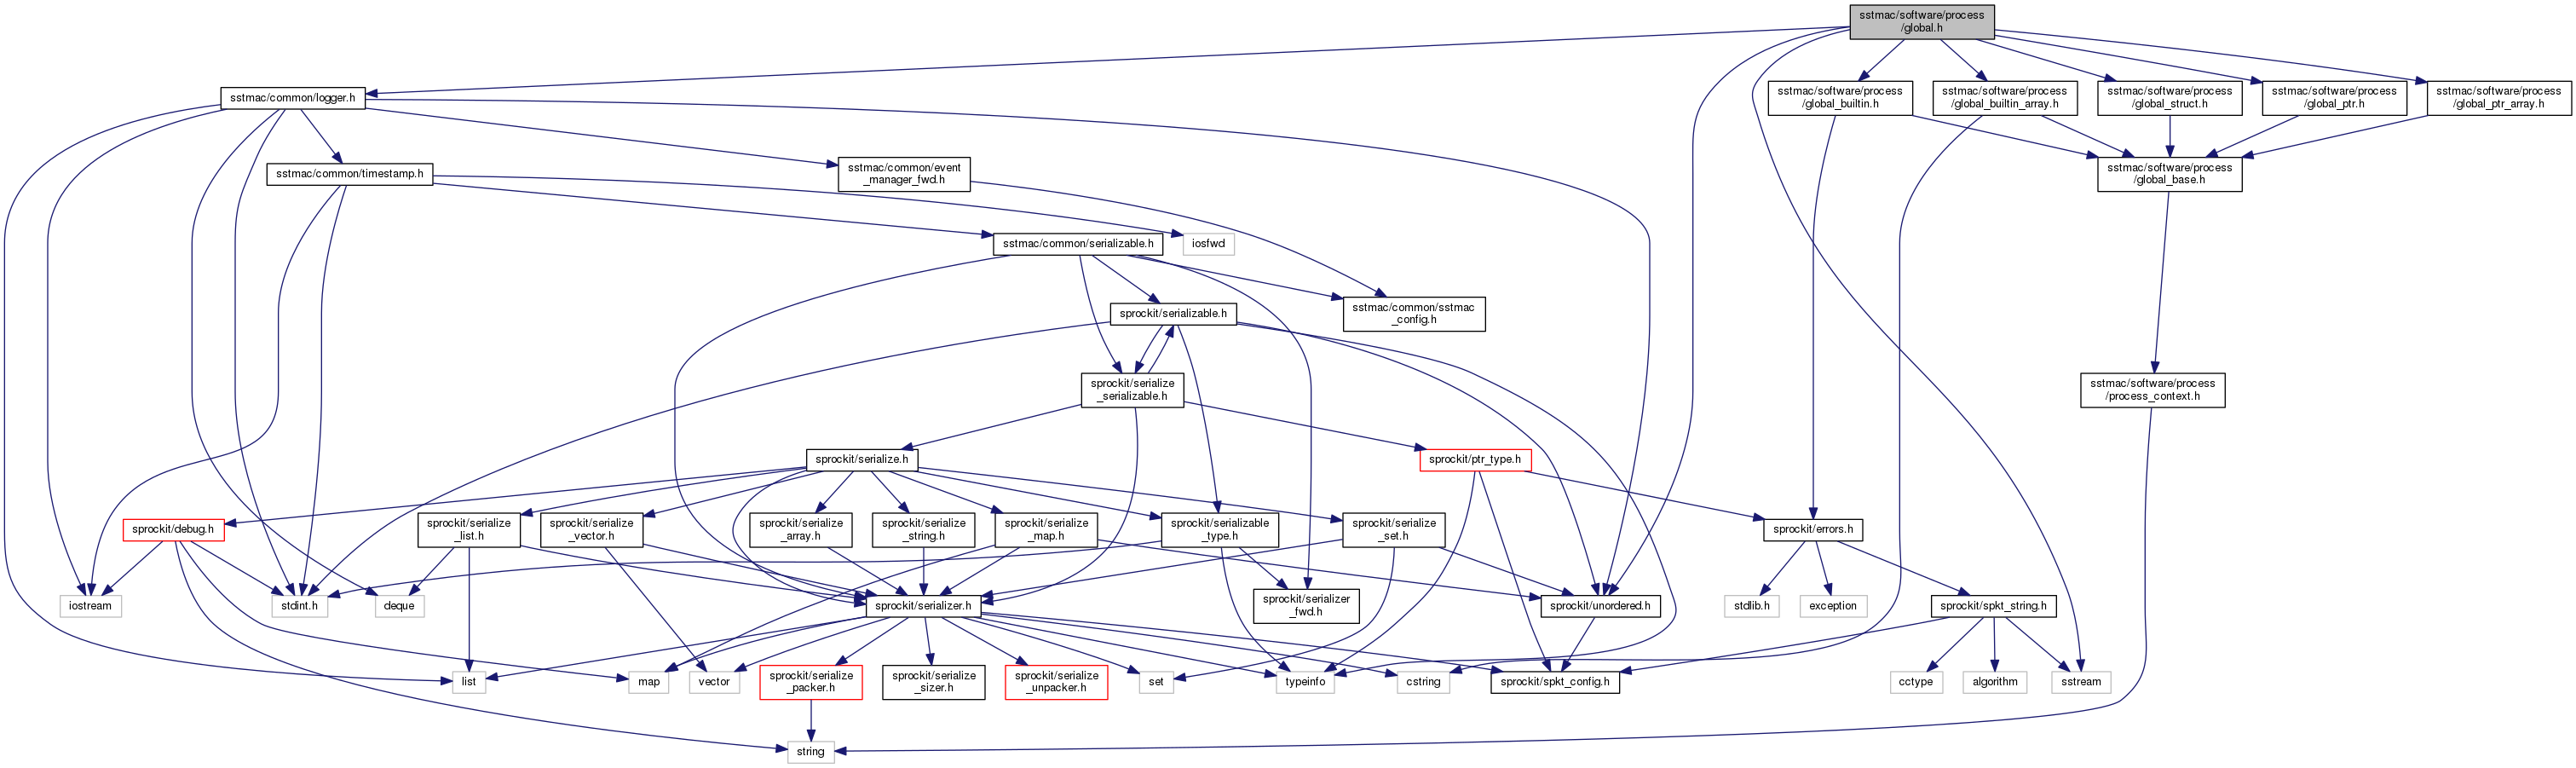 sstmac/software/process
/global.h
sstmac/common/logger.h
sstmac/software/process
/global_builtin.h
sstmac/software/process
/global_builtin_array.h
sstmac/software/process
/global_struct.h
sstmac/software/process
/global_ptr.h
sstmac/software/process
/global_ptr_array.h
sstmac/common/timestamp.h
sstmac/common/event
_manager_fwd.h
sstmac/software/process
/global_base.h
sstmac/common/serializable.h
iosfwd
sprockit/serializable.h
sstmac/common/sstmac
_config.h
sprockit/serialize
_serializable.h
sstmac/software/process
/process_context.h
sprockit/serialize.h
sprockit/ptr_type.h
sprockit/debug.h
sprockit/serialize
_list.h
sprockit/serialize
_vector.h
sprockit/serialize
_array.h
sprockit/serialize
_string.h
sprockit/serialize
_map.h
sprockit/serializable
_type.h
sprockit/serialize
_set.h
sprockit/errors.h
iostream
stdint.h
deque
sprockit/serializer.h
sprockit/serializer
_fwd.h
sprockit/unordered.h
stdlib.h
exception
sprockit/spkt_string.h
list
map
vector
sprockit/serialize
_packer.h
sprockit/serialize
_sizer.h
sprockit/serialize
_unpacker.h
set
typeinfo
cstring
sprockit/spkt_config.h
cctype
algorithm
sstream
string